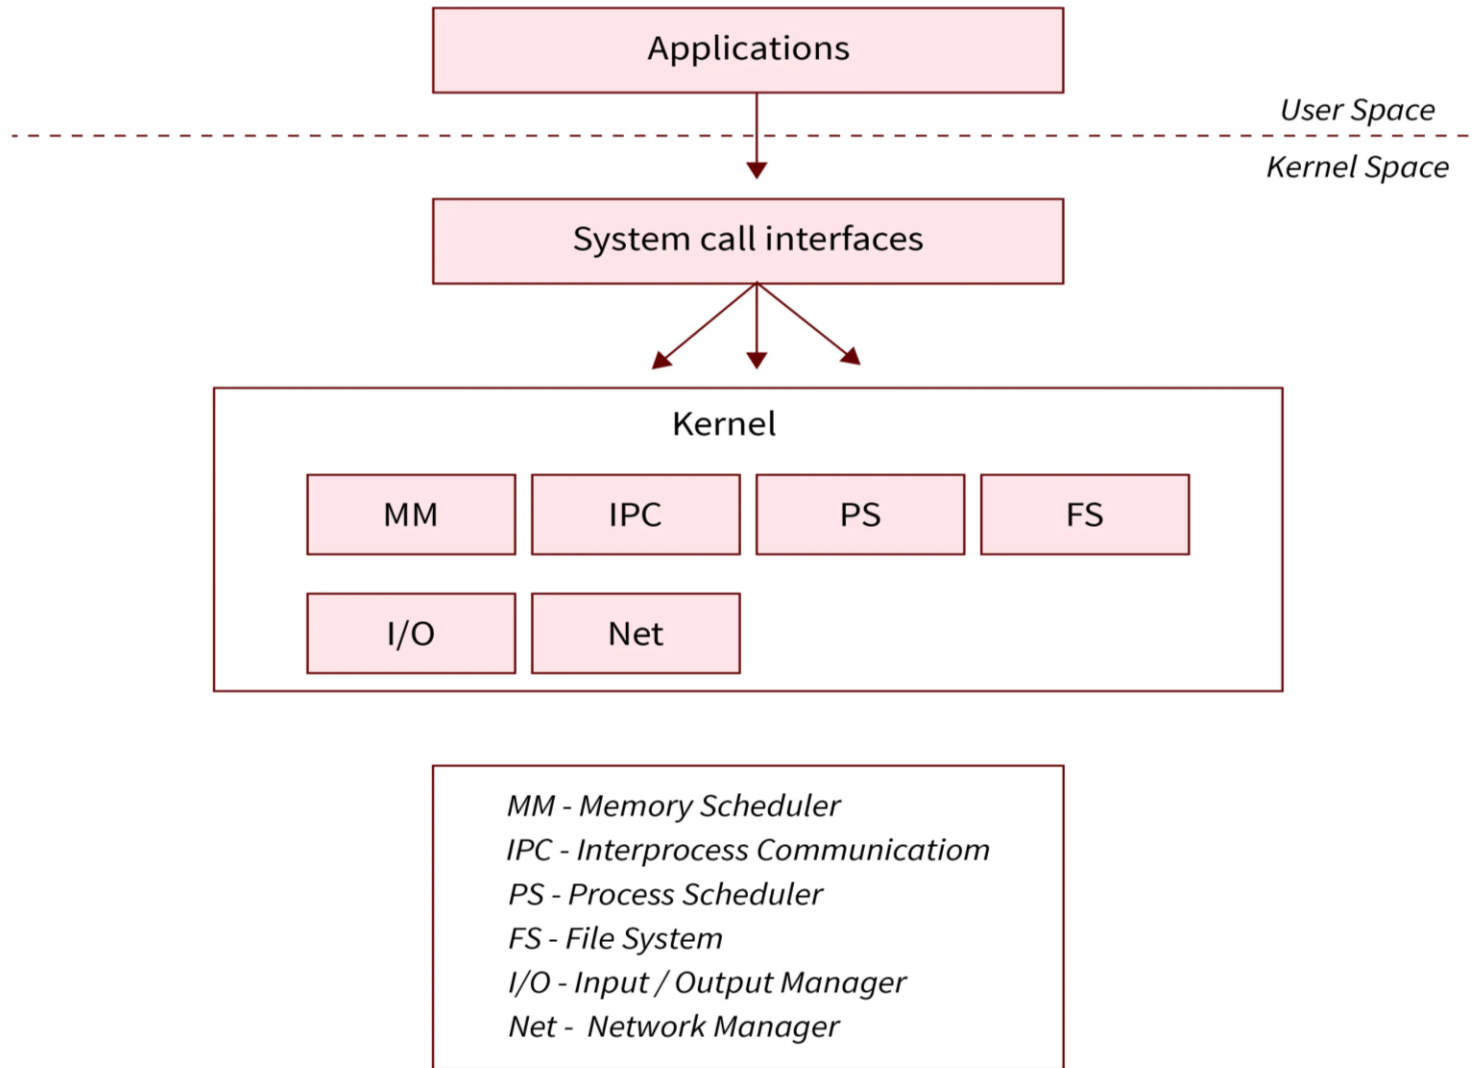 Applications
User Space
Kernel Space
System call interfaces
Kernel
MM IPC PS FS
I/O Net
MM - Memory Scheduler
IPC - Interprocess Communicatiom
PS - Process Scheduler
FS - File System
I/O - Input / Output Manager
Net - Network Manager